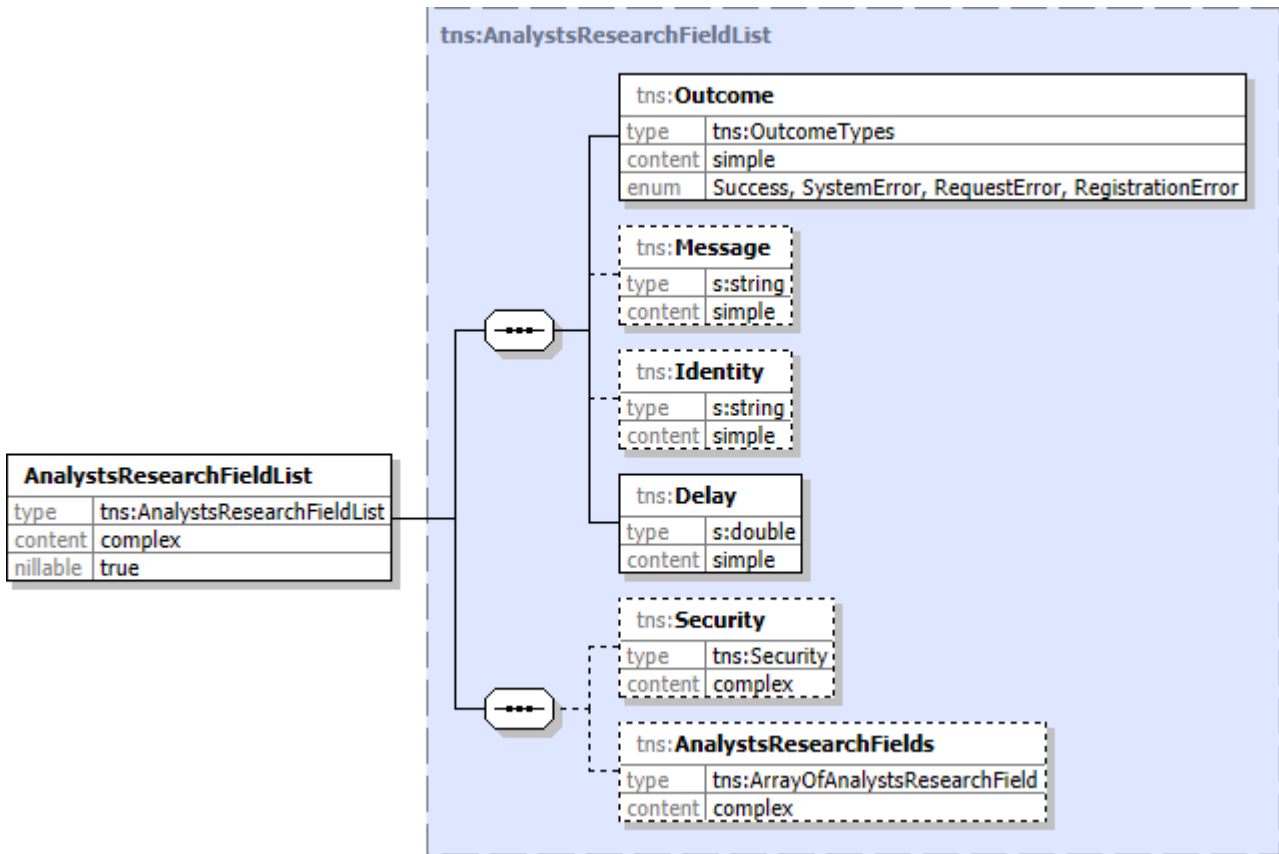 tns:AnalystsResearchFieldList
tns:Outcome
type tns:OutcomeTypes
content simple
enum Success, SystemError, RequestError, RegistrationError
tns:Message
type s:string
content simple
tns:Identity
type s:string
content simple
AnalystsResearchFieldList
type tns:AnalystsResearchFieldList
content complex
nillable true
tns:Delay
type s:double
content simple
tns:Security
type tns:Security
content complex
tns:AnalystsResearchFields
type tns:ArrayOfAnalystsResearchField
content complex